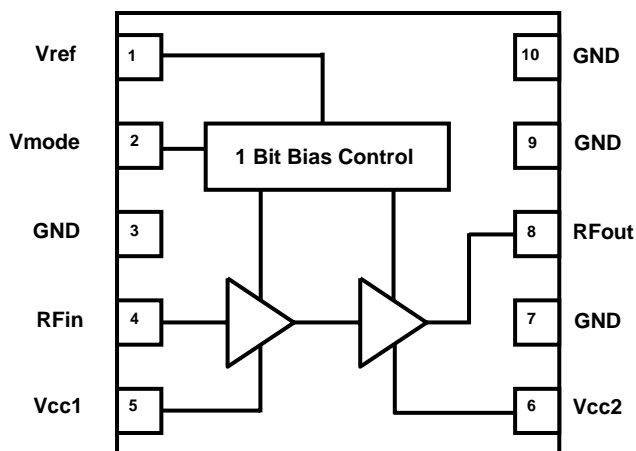 Vref 1 10 GND
Vmode 2 1 Bit Bias Control 9 GND
GND 3 8 RFout
RFin 4 7 GND
Vcc1 5 6 Vcc2